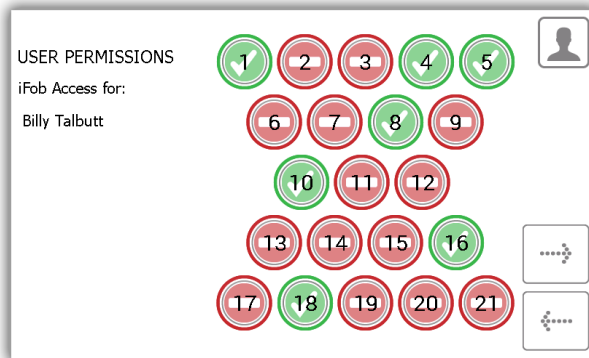 USER PERMISSIONS
iFob Access for:
Billy Talbutt
1 2 3 4 5
6 7 8 9
10 11 12
13 14 15 16
17 18 19 20 21